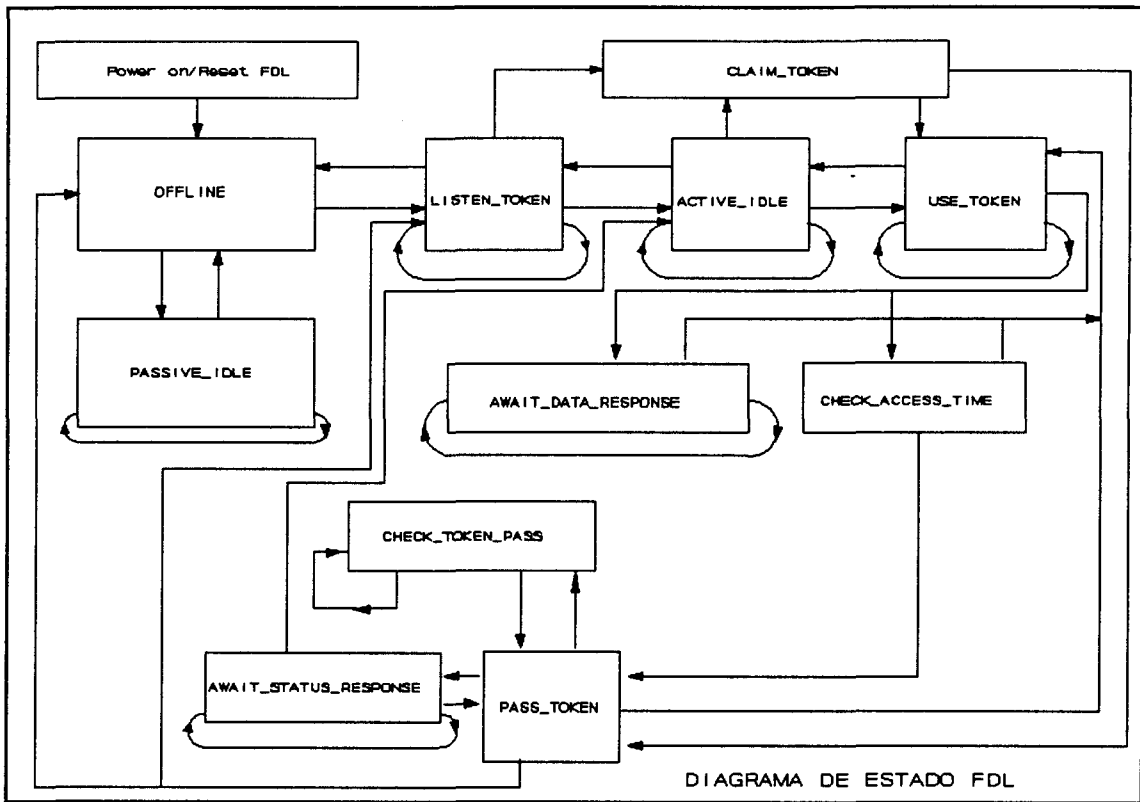 Power on/Reset FDL
CLAIM_TOKEN
OFFLINE
LISTEN_TOKEN
ACTIVE_IDLE
USE_TOKEN
PASSIVE_IDLE
AWAIT_DATA_RESPONSE
CHECK_ACCESS_TIME
CHECK_TOKEN_PASS
AWAIT_STATUS_RESPONSE
PASS_TOKEN
DIAGRAMA DE ESTADO FDL